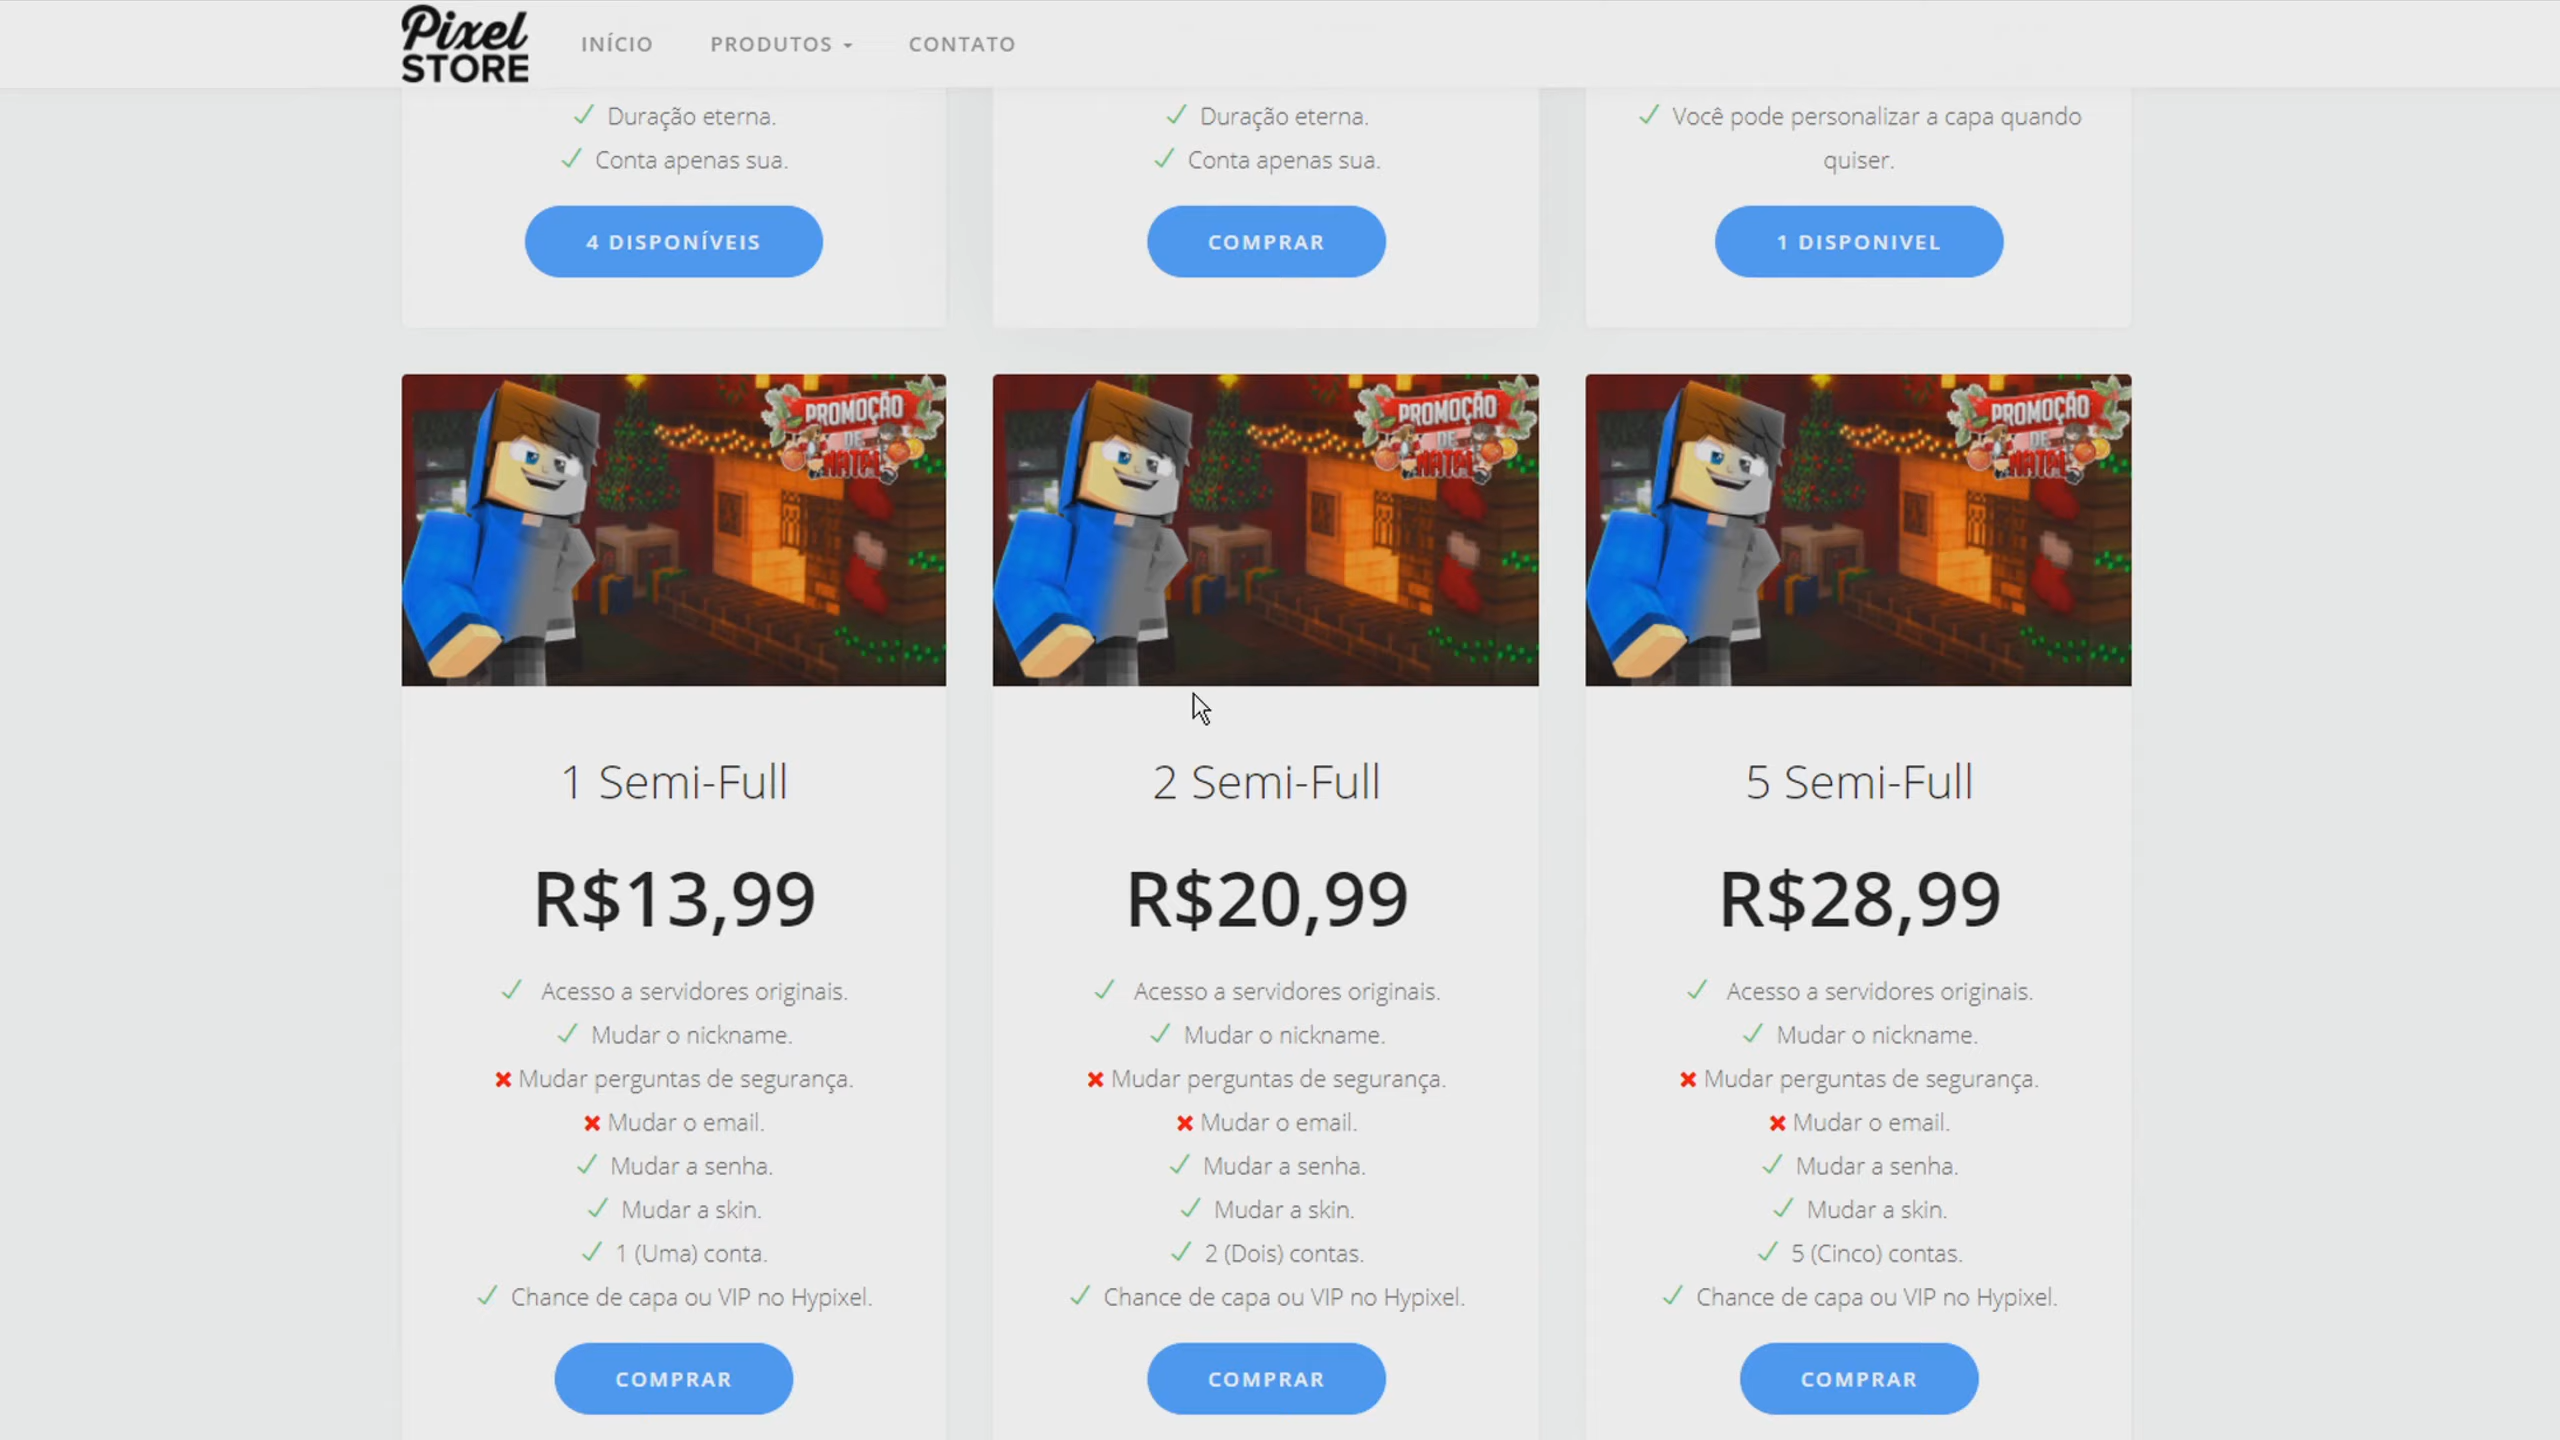 Pixel
STORE
INÍCIO
PRODUTOS
CONTATO
Duração eterna.
Conta apenas sua.
4 DISPONÍVEIS
Duração eterna.
Conta apenas sua.
COMPRAR
Você pode personalizar a capa quando
quiser.
1 DISPONIVEL
PROMOÇÃO
DE
NATAL
1 Semi-Full
R$13,99
Acesso a servidores originais.
Mudar o nickname.
Mudar perguntas de segurança.
Mudar o email.
Mudar a senha.
Mudar a skin.
1 (Uma) conta.
Chance de capa ou VIP no Hypixel.
COMPRAR
PROMOÇÃO
DE
NATAL
2 Semi-Full
R$20,99
Acesso a servidores originais.
Mudar o nickname.
Mudar perguntas de segurança.
Mudar o email.
Mudar a senha.
Mudar a skin.
2 (Dois) contas.
Chance de capa ou VIP no Hypixel.
COMPRAR
PROMOÇÃO
DE
NATAL
5 Semi-Full
R$28,99
Acesso a servidores originais.
Mudar o nickname.
Mudar perguntas de segurança.
Mudar o email.
Mudar a senha.
Mudar a skin.
5 (Cinco) contas.
Chance de capa ou VIP no Hypixel.
COMPRAR